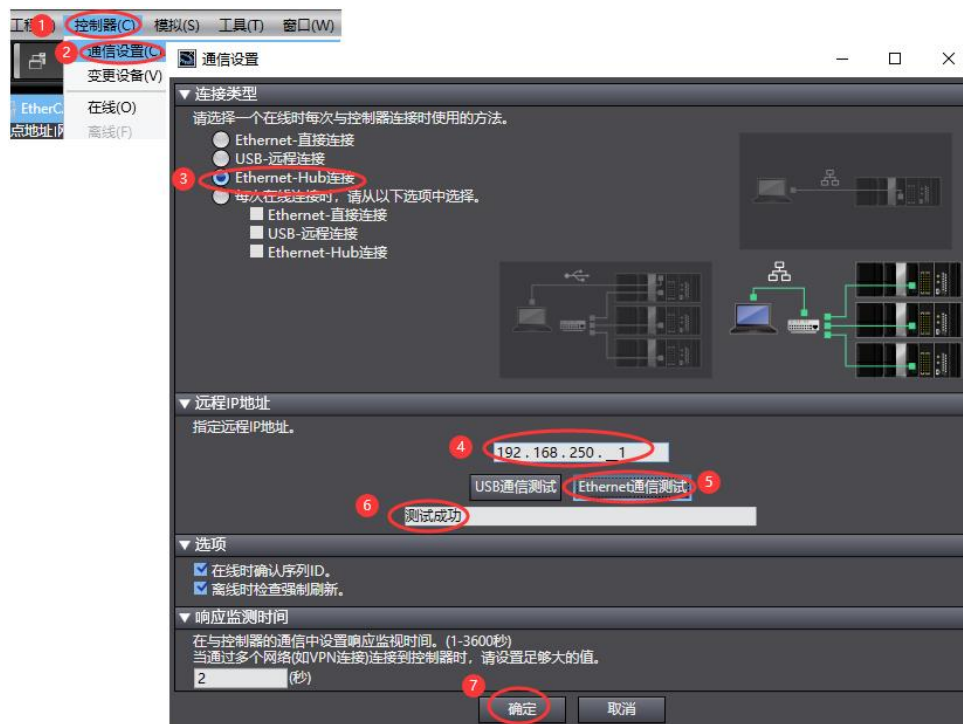 工程 1 控制器(C) 模拟(S) 工具(T) 窗口(W)
2 通信设置(C)
变更设备(V)
EtherC
在线(O)
点地址|网
离线(F)
通信设置
▼ 连接类型
请选择一个在线时每次与控制器连接时使用的方法。
Ethernet-直接连接
USB-远程连接
3 Ethernet-Hub连接
每次在线连接时，请从以下选项中选择。
Ethernet-直接连接
USB-远程连接
Ethernet-Hub连接
▼ 远程IP地址
指定远程IP地址。
4 192.168.250._1
USB通信测试 Ethernet通信测试 5
6 测试成功
▼ 选项
在线时确认序列ID。
离线时检查强制刷新。
▼ 响应监测时间
在与控制器的通信中设置响应监视时间。(1-3600秒)
当通过多个网络(如VPN连接)连接到控制器时，请设置足够大的值。
2 (秒)
7 确定 取消